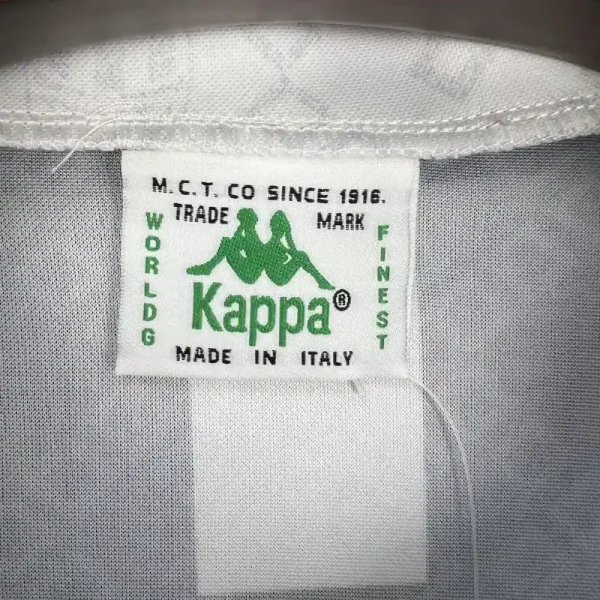 M.C.T. CO SINCE 1916.
TRADE MARK
WORLDG
FINEST
Kappa®
MADE IN ITALY